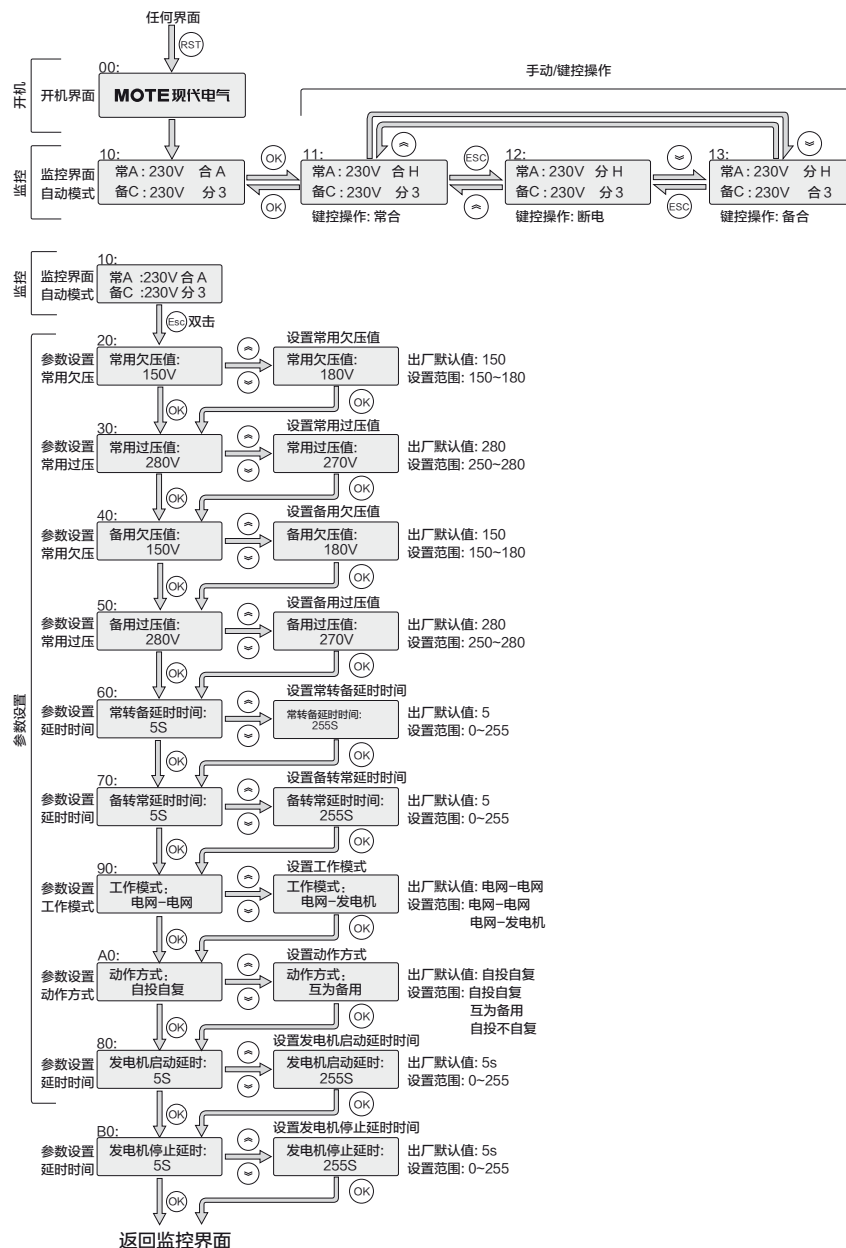 任何界面
RST
00:
开机
开机界面
MOTE现代电气
手动/键控操作
监控
监控界面
自动模式
10:
常A : 230V 合 A
备C : 230V 分 3
OK
OK
11:
常A : 230V 合 H
备C : 230V 分 3
键控操作: 常合
ESC
12:
常A : 230V 分 H
备C : 230V 分 3
键控操作: 断电
ESC
13:
常A : 230V 分 H
备C : 230V 合 3
键控操作: 备合
监控
监控界面
自动模式
10:
常A :230V 合 A
备C :230V 分 3
Esc 双击
参数设置
20:
参数设置
常用欠压
常用欠压值:
150V
设置常用欠压值
常用欠压值:
180V
出厂默认值: 150
设置范围: 150~180
OK
OK
30:
参数设置
常用过压
常用过压值:
280V
设置常用过压值
常用过压值:
270V
出厂默认值: 280
设置范围: 250~280
OK
OK
40:
参数设置
常用欠压
备用欠压值:
150V
设置备用欠压值
备用欠压值:
180V
出厂默认值: 150
设置范围: 150~180
OK
OK
50:
参数设置
常用过压
备用过压值:
280V
设置备用过压值
备用过压值:
270V
出厂默认值: 280
设置范围: 250~280
OK
OK
60:
参数设置
延时时间
常转备延时时间:
5S
设置常转备延时时间
常转备延时时间:
255S
出厂默认值: 5
设置范围: 0~255
OK
OK
70:
参数设置
延时时间
备转常延时时间:
5S
设置备转常延时时间
备转常延时时间:
255S
出厂默认值: 5
设置范围: 0~255
OK
OK
90:
参数设置
工作模式
工作模式:
电网-电网
设置工作模式
工作模式:
电网-发电机
出厂默认值: 电网-电网
设置范围: 电网-电网
电网-发电机
OK
OK
A0:
参数设置
动作方式
动作方式:
自投自复
设置动作方式
动作方式:
互为备用
出厂默认值: 自投自复
设置范围: 自投自复
互为备用
自投不自复
OK
OK
80:
参数设置
延时时间
发电机启动延时:
5S
设置发电机启动延时时间
发电机启动延时:
255S
出厂默认值: 5s
设置范围: 0~255
OK
OK
B0:
参数设置
延时时间
发电机停止延时:
5S
设置发电机停止延时时间
发电机停止延时:
255S
出厂默认值: 5s
设置范围: 0~255
OK
OK
返回监控界面